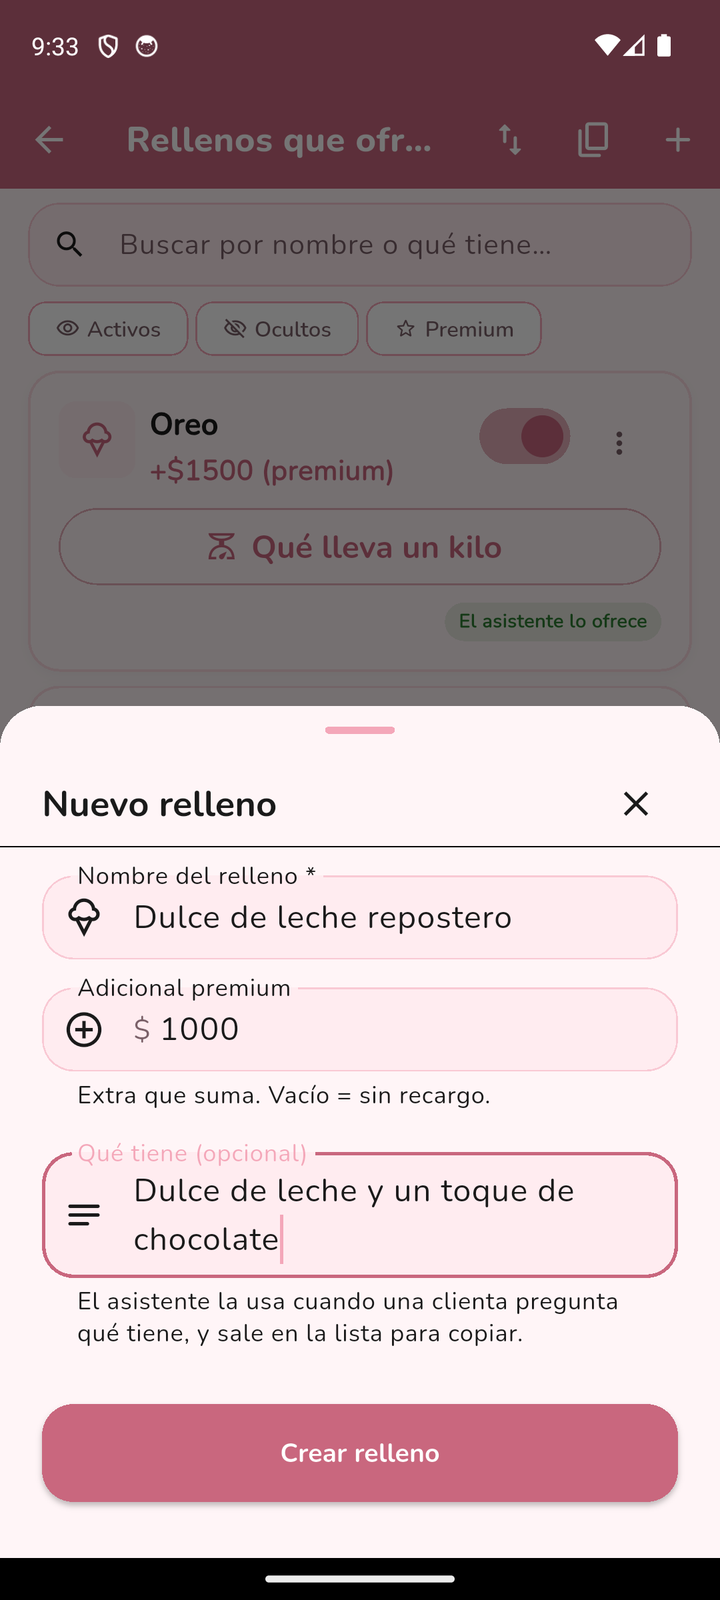 9:33
Rellenos que ofr...
Buscar por nombre o qué tiene...
Activos
Ocultos
Premium
Oreo
+$1500 (premium)
Qué lleva un kilo
El asistente lo ofrece
Nuevo relleno
Nombre del relleno *
Dulce de leche repostero
Adicional premium
$ 1000
Extra que suma. Vacío = sin recargo.
Qué tiene (opcional)
Dulce de leche y un toque de
chocolate
El asistente la usa cuando una clienta pregunta
qué tiene, y sale en la lista para copiar.
Crear relleno